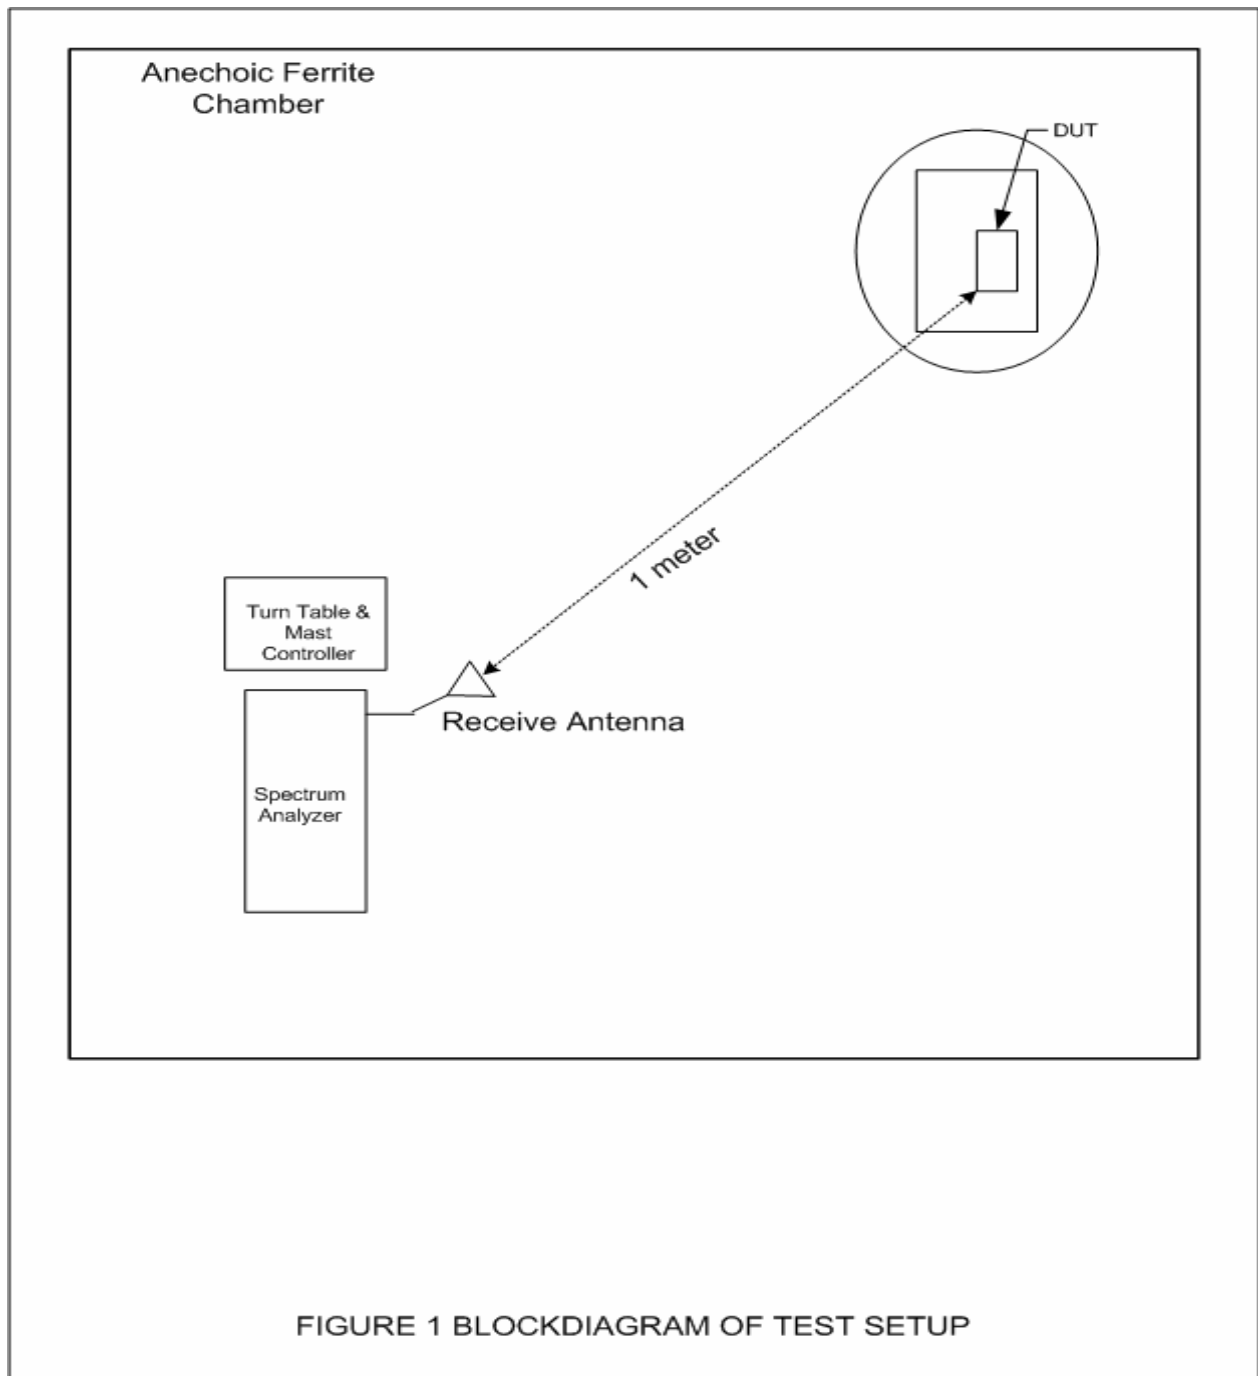 Anechoic Ferrite
Chamber
DUT
1 meter
Turn Table &
Mast
Controller
Receive Antenna
Spectrum
Analyzer
FIGURE 1 BLOCKDIAGRAM OF TEST SETUP